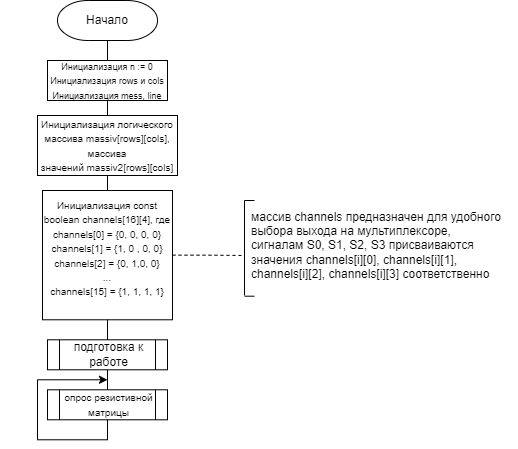 Начало
Инициализация n := 0
Инициализация rows и cols
Инициализация mess, line
Инициализация логического
массива massiv[rows][cols],
массива
значений massiv2[rows][cols]
Инициализация const
boolean channels[16][4], где
channels[0] = {0, 0, 0, 0}
channels[1] = {1, 0 , 0, 0}
channels[2] = {0, 1,0, 0}
...
channels[15] = {1, 1, 1, 1}
массив channels предназначен для удобного
выбора выхода на мультиплексоре,
сигналам S0, S1, S2, S3 присваиваются
значения channels[i][0], channels[i][1],
channels[i][2], channels[i][3] соответственно
подготовка к
работе
опрос резистивной
матрицы